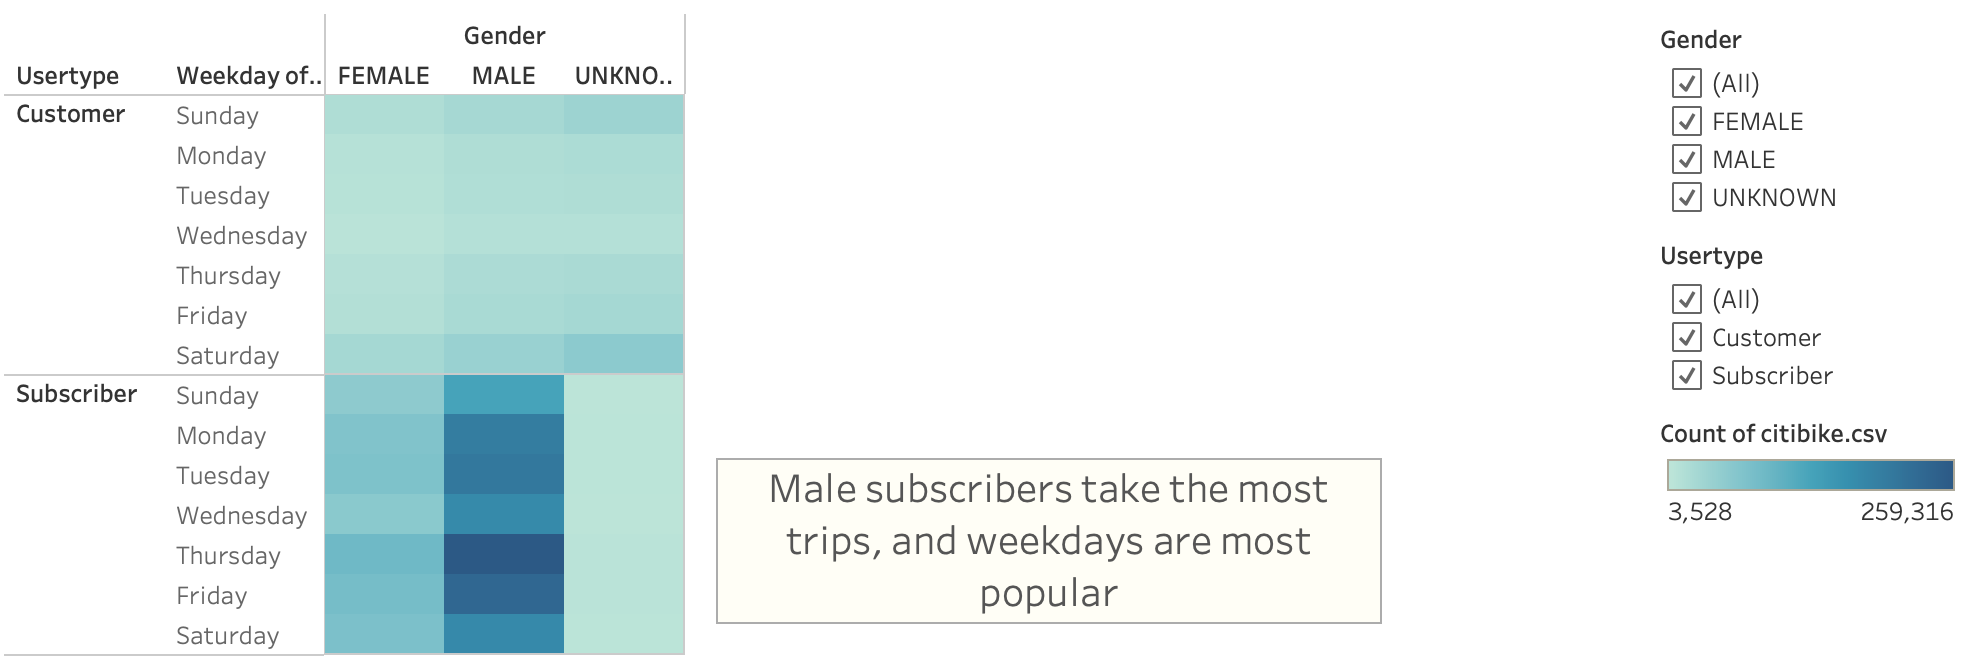 Gender
Usertype Weekday of.. FEMALE MALE UNKNO..
Customer Sunday
Monday
Tuesday
Wednesday
Thursday
Friday
Saturday
Subscriber Sunday
Monday
Tuesday
Wednesday
Thursday
Friday
Saturday
Male subscribers take the most
trips, and weekdays are most
popular
Gender
(All)
FEMALE
MALE
UNKNOWN
Usertype
(All)
Customer
Subscriber
Count of citibike.csv
3,528 259,316